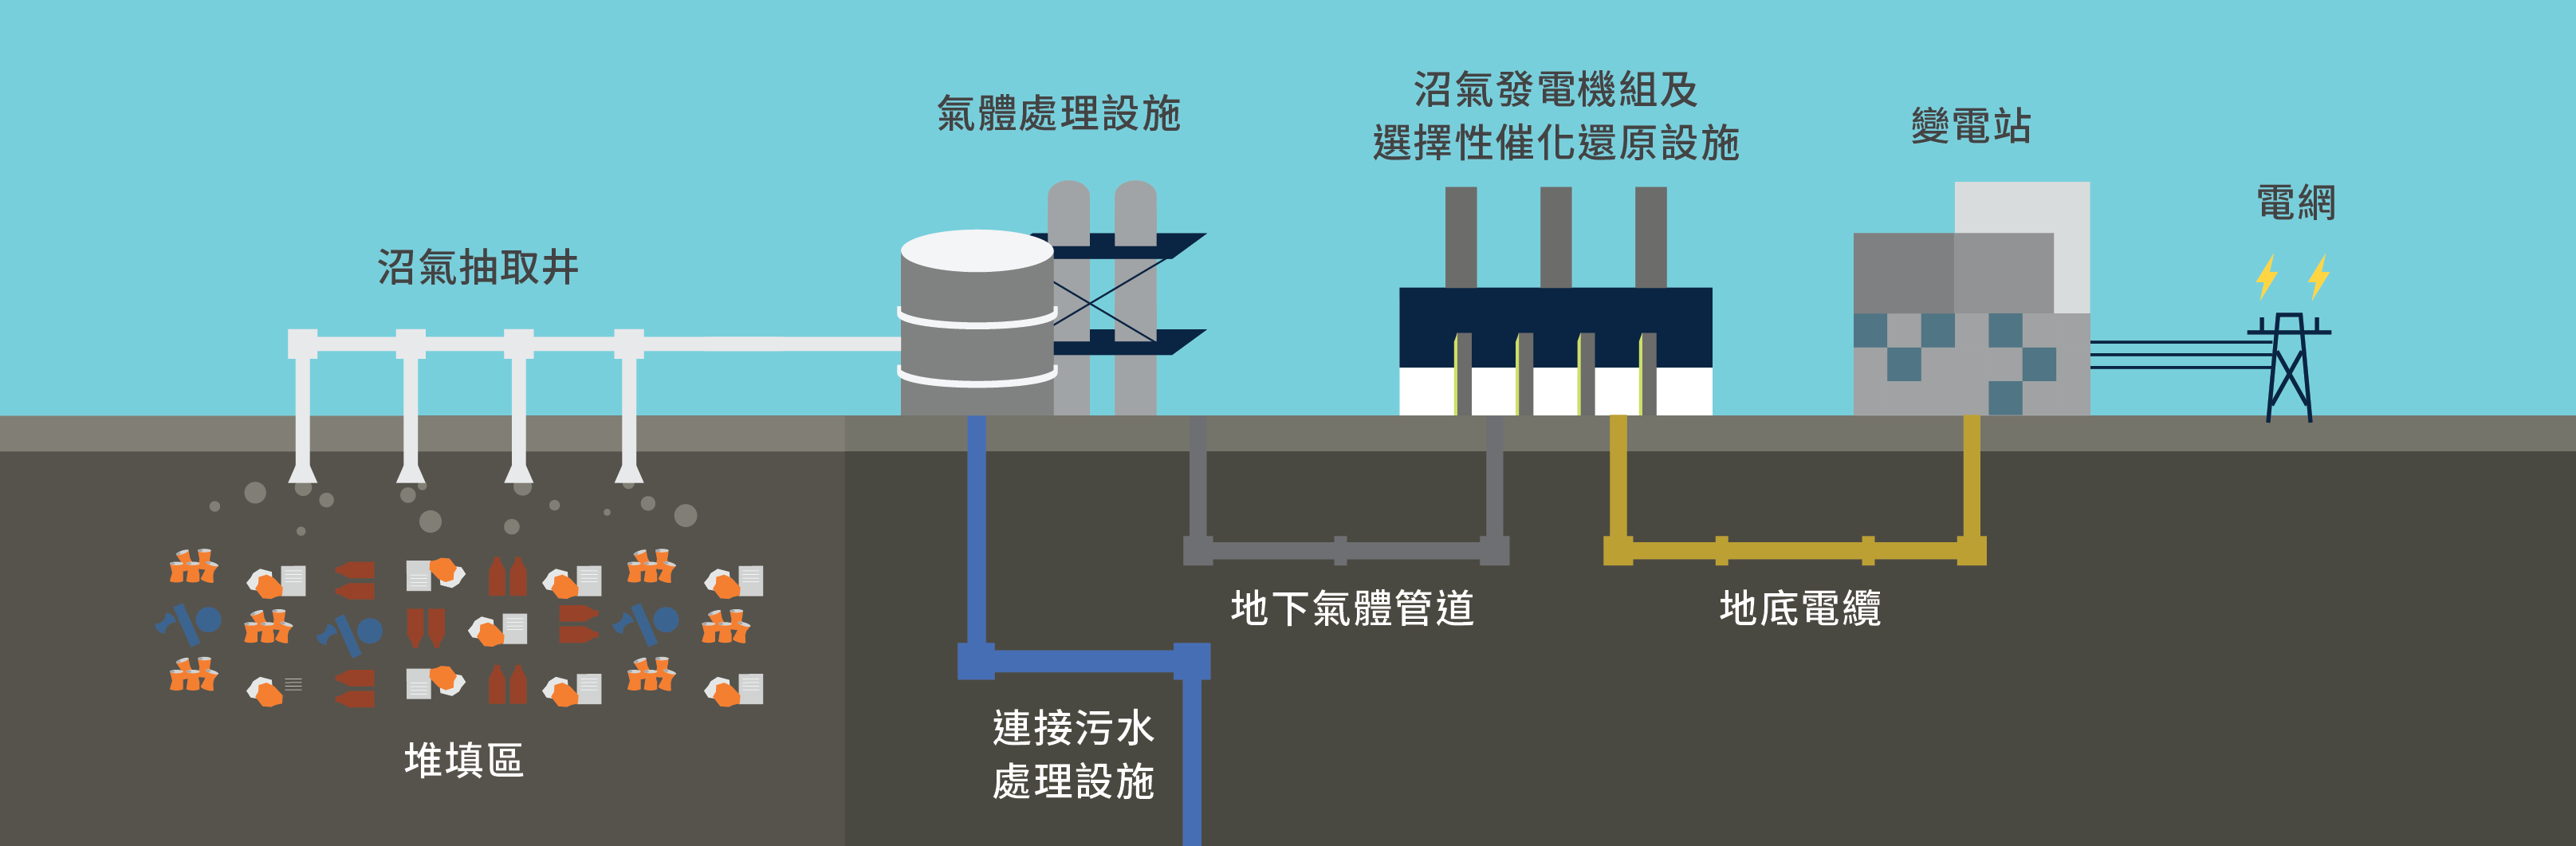 沼氣抽取井
氣體處理設施
沼氣發電機組及
選擇性催化還原設施
變電站
電網
堆填區
連接污水
處理設施
地下氣體管道
地底電纜